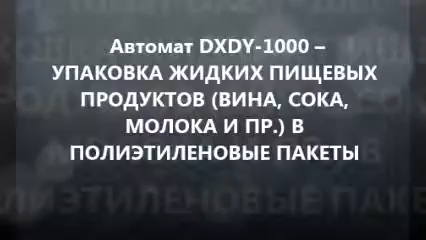 Автомат DXDY-1000 –
УПАКОВКА ЖИДКИХ ПИЩЕВЫХ
ПРОДУКТОВ (ВИНА, СОКА,
МОЛОКА И ПР.) В
ПОЛИЭТИЛЕНОВЫЕ ПАКЕТЫ